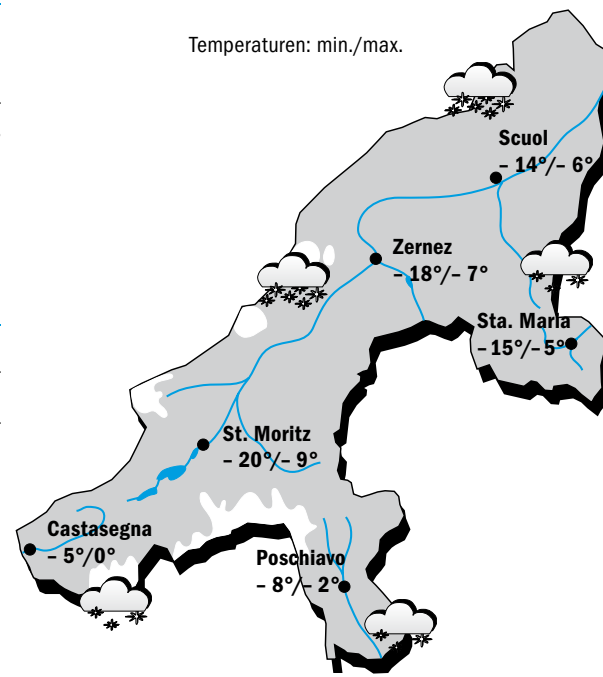 Temperaturen: min./max.
Scuol
– 14°/– 6°
Zernez
– 18°/– 7°
Sta. Maria
– 15°/– 5°
St. Moritz
– 20°/– 9°
Castasegna
– 5°/0°
Poschiavo
– 8°/– 2°